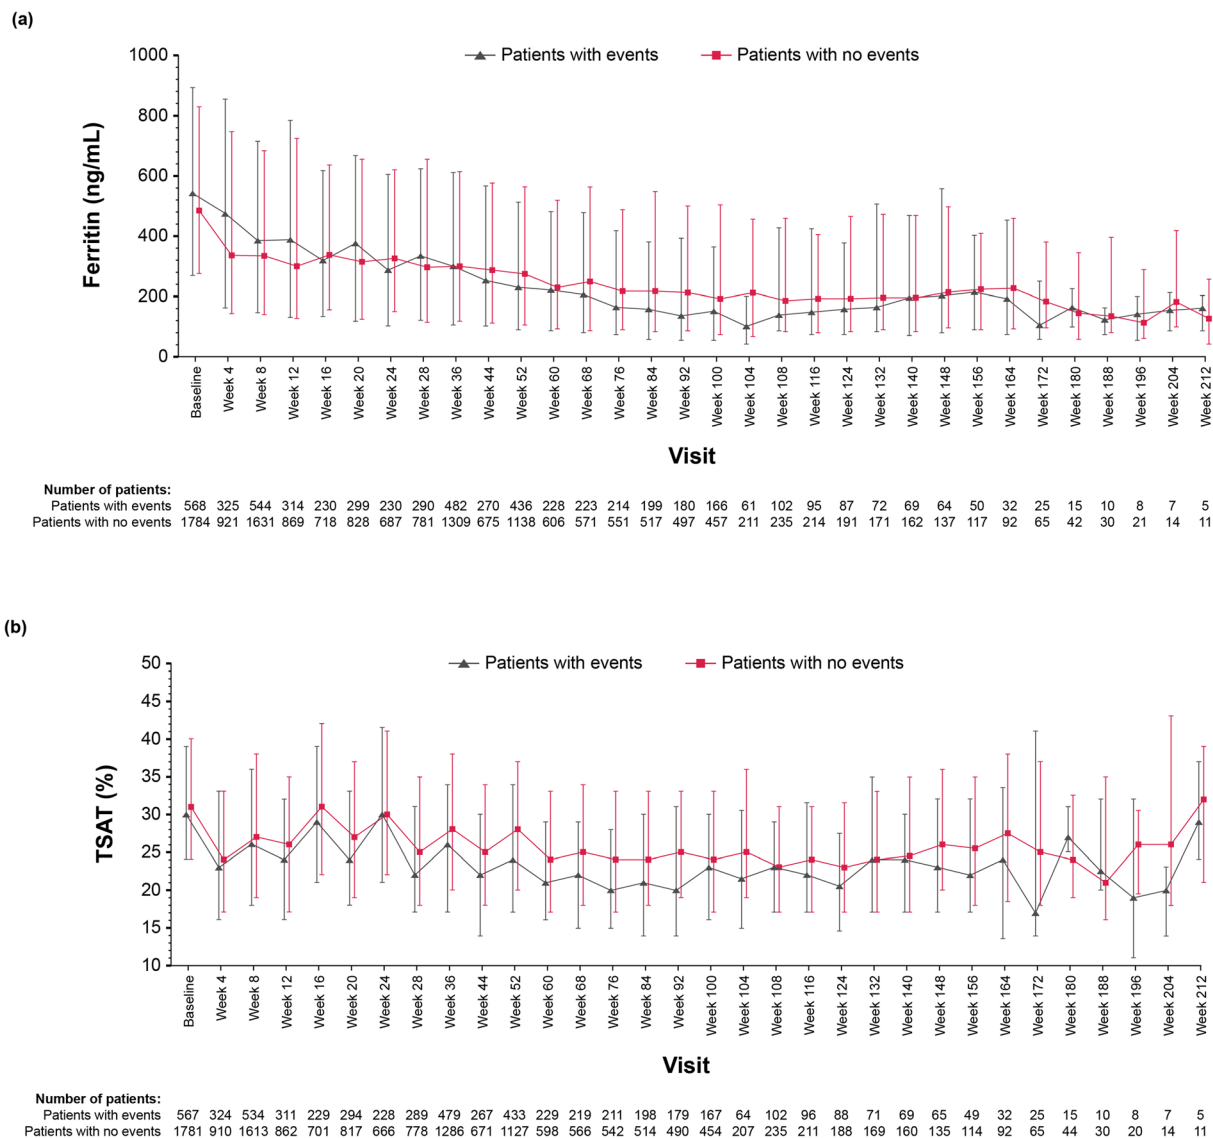 (a)
1000
800
600
400
200
0
Ferritin (ng/mL)
Patients with events Patients with no events
Baseline Week 4 Week 8 Week 12 Week 16 Week 20 Week 24 Week 28 Week 36 Week 44 Week 52 Week 60 Week 68 Week 76 Week 84 Week 92 Week 100 Week 104 Week 108 Week 116 Week 124 Week 132 Week 140 Week 148 Week 156 Week 164 Week 172 Week 180 Week 188 Week 196 Week 204 Week 212
Visit
Number of patients:
Patients with events 568 325 544 314 230 299 230 290 482 270 436 228 223 214 199 180 166 61 102 95 87 72 69 64 50 32 25 15 10 8 7 5
Patients with no events 1784 921 1631 869 718 828 687 781 1309 675 1138 606 571 551 517 497 457 211 235 214 191 171 162 137 117 92 65 42 30 21 14 11
(b)
50
45
40
35
30
25
20
15
10
TSAT (%)
Patients with events Patients with no events
Baseline Week 4 Week 8 Week 12 Week 16 Week 20 Week 24 Week 28 Week 36 Week 44 Week 52 Week 60 Week 68 Week 76 Week 84 Week 92 Week 100 Week 104 Week 108 Week 116 Week 124 Week 132 Week 140 Week 148 Week 156 Week 164 Week 172 Week 180 Week 188 Week 196 Week 204 Week 212
Visit
Number of patients:
Patients with events 567 324 534 311 229 294 228 289 479 267 433 229 219 211 198 179 167 64 102 96 88 71 69 65 49 32 25 15 10 8 7 5
Patients with no events 1781 910 1613 862 701 817 666 778 1286 671 1127 598 566 542 514 490 454 207 235 211 188 169 160 135 114 92 65 44 30 20 14 11